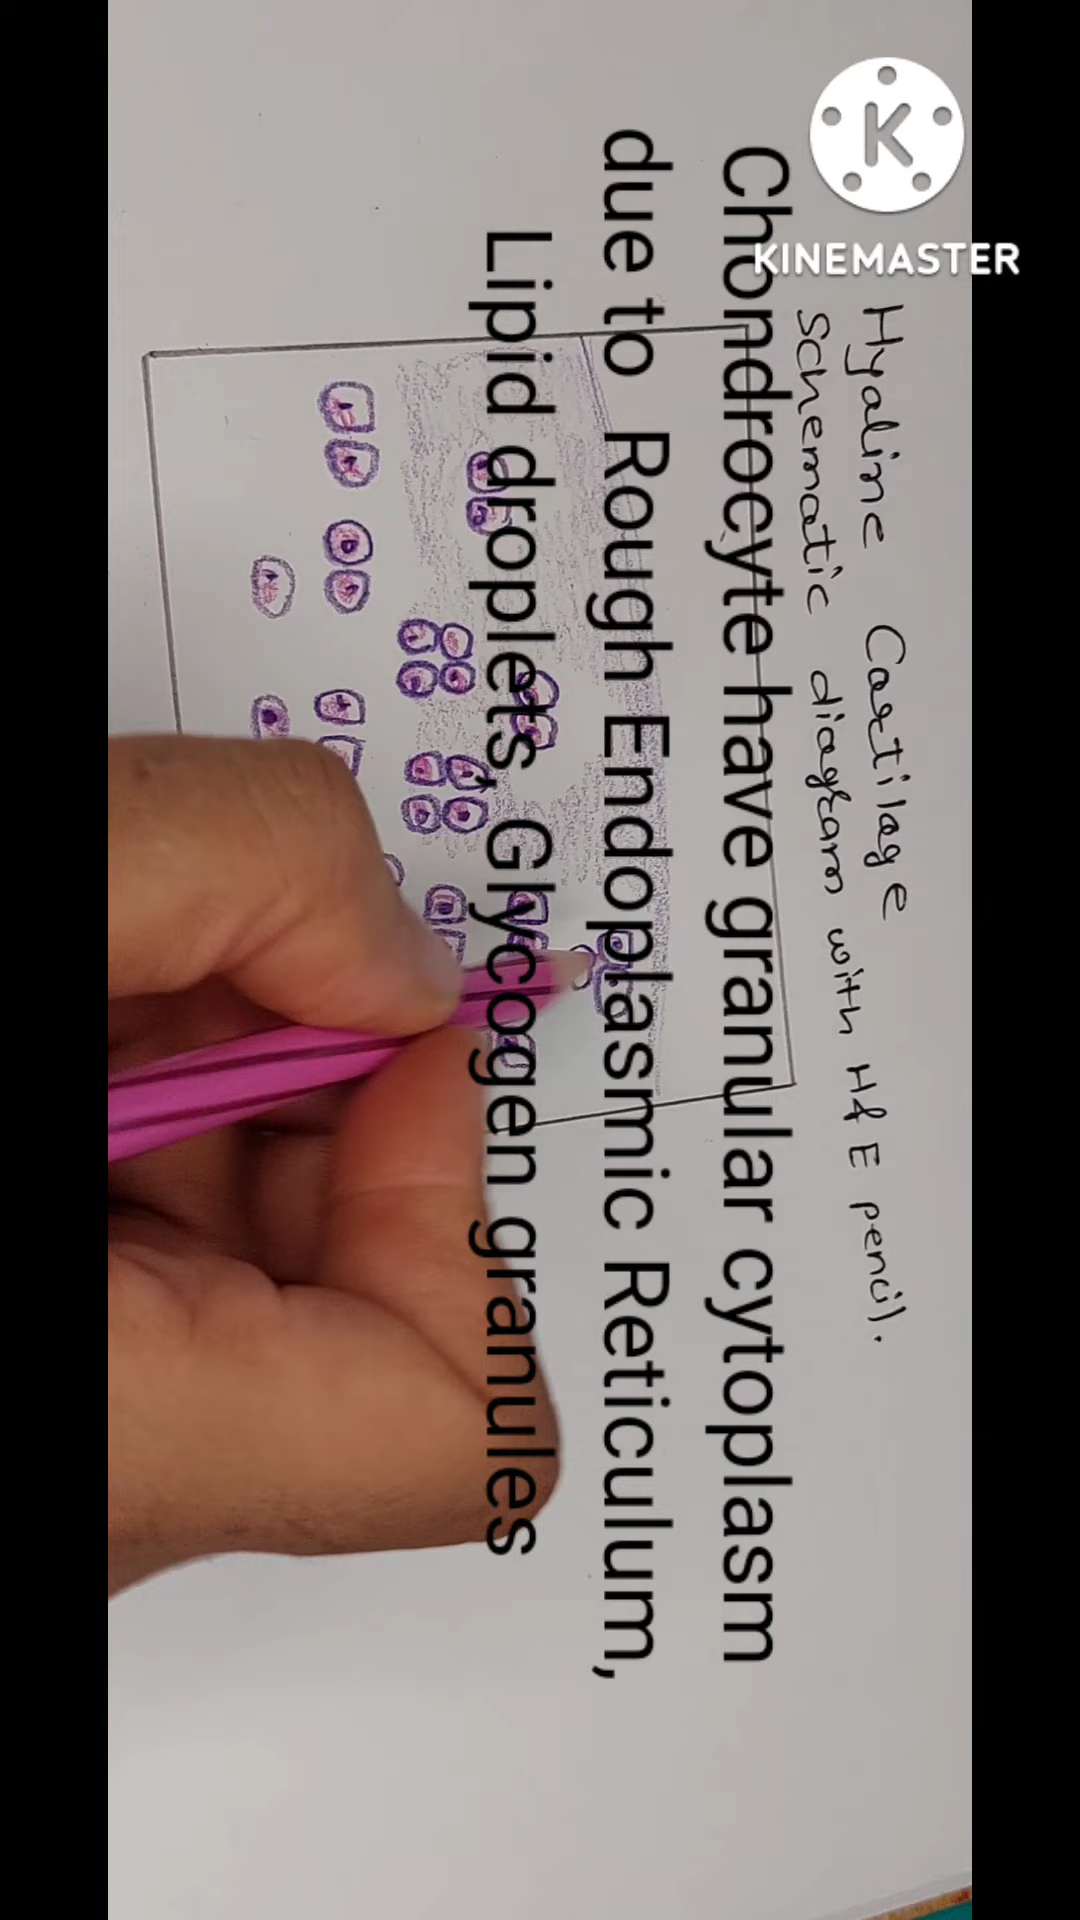 KINEMASTER
Hyaline Cartilage
Schematic diagram with H & E pencil.
Chondrocyte have granular cytoplasm
due to Rough Endoplasmic Reticulum,
Lipid droplets, Glycogen granules